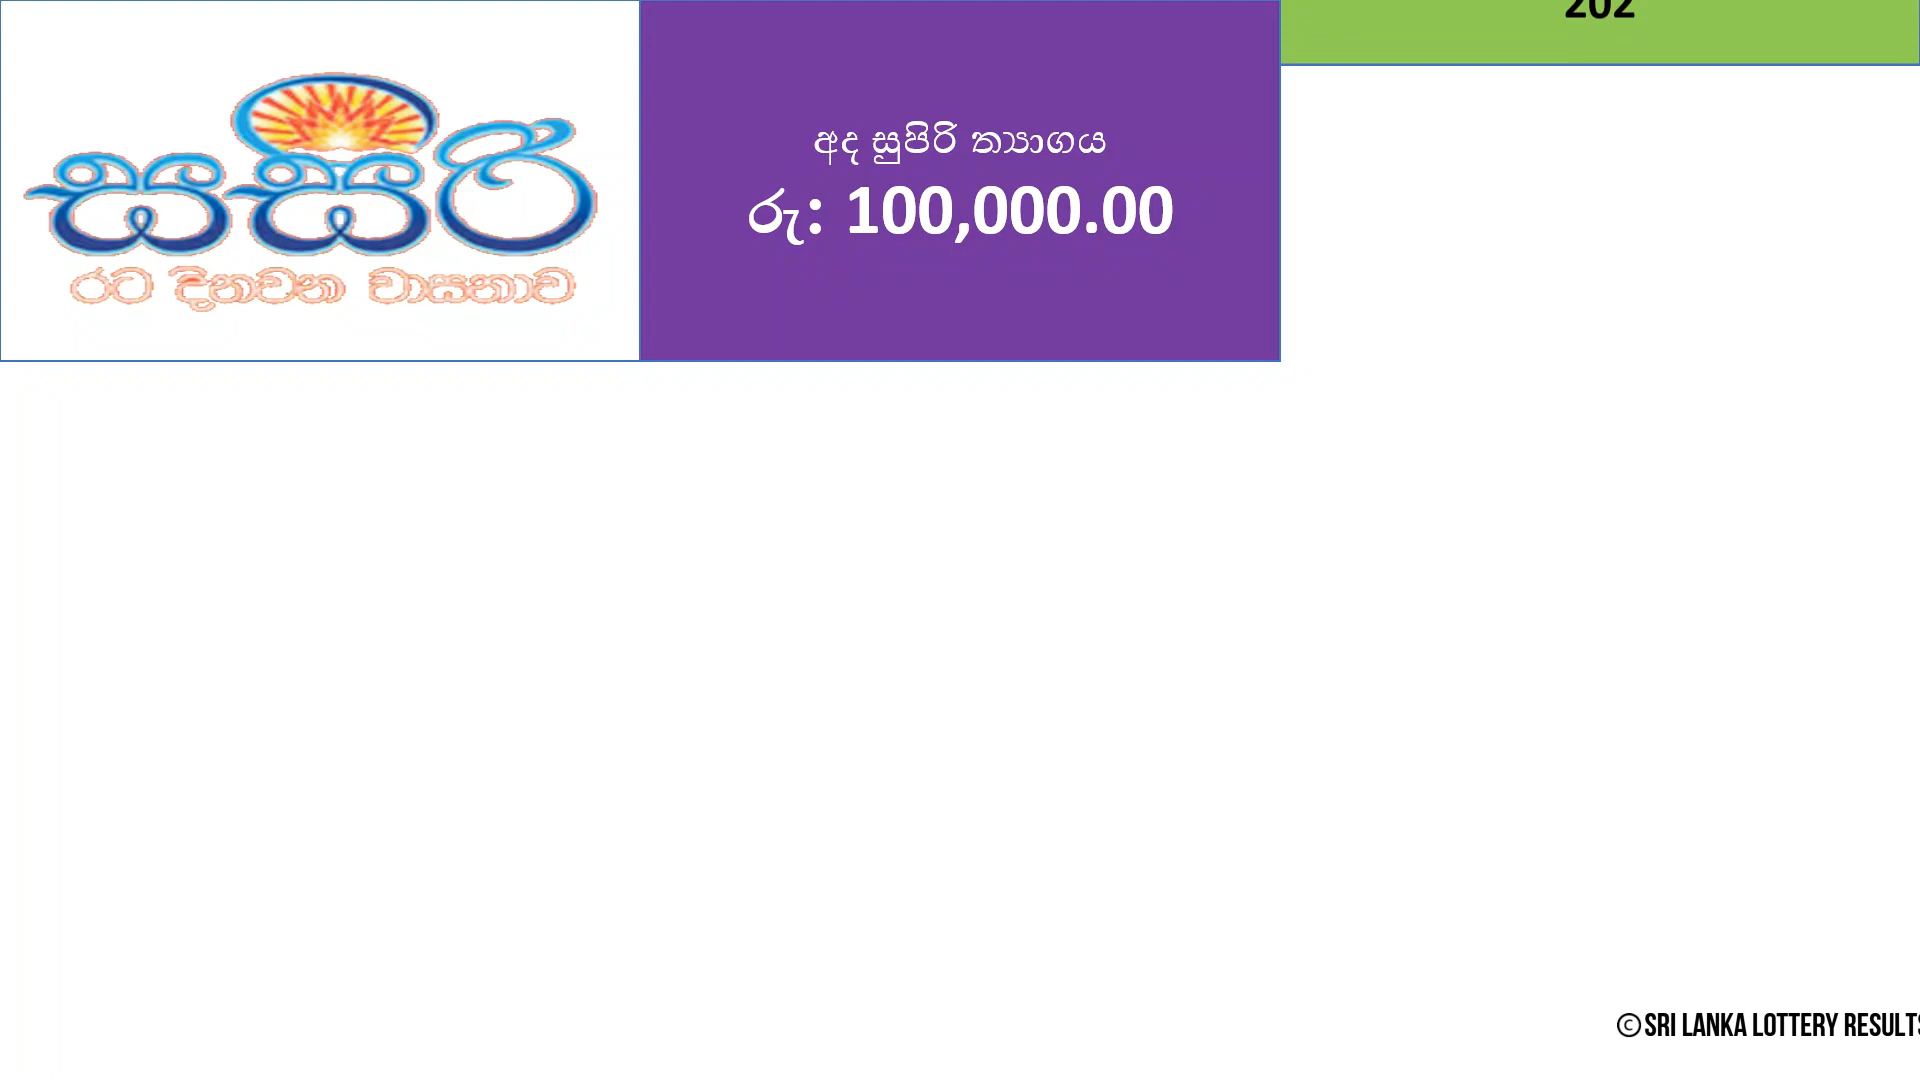 සසිරි
රට දිනවන වාසනාව
අද සුපිරි ත්‍යාගය
රු: 100,000.00
202
©SRI LANKA LOTTERY RESULTS